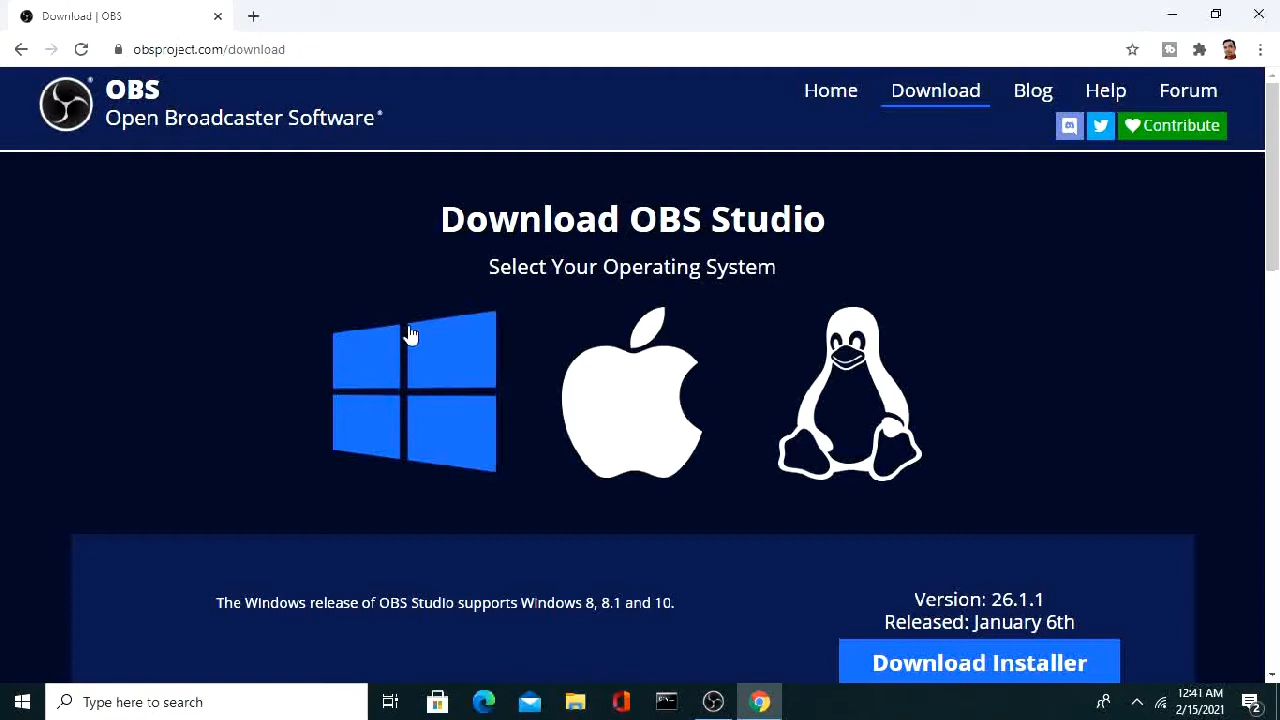 Download | OBS
obsproject.com/download
OBS
Open Broadcaster Software®
Home Download Blog Help Forum
Contribute
Download OBS Studio
Select Your Operating System
The Windows release of OBS Studio supports Windows 8, 8.1 and 10.
Version: 26.1.1
Released: January 6th
Download Installer
Type here to search
12:41 AM
2/15/2021
2